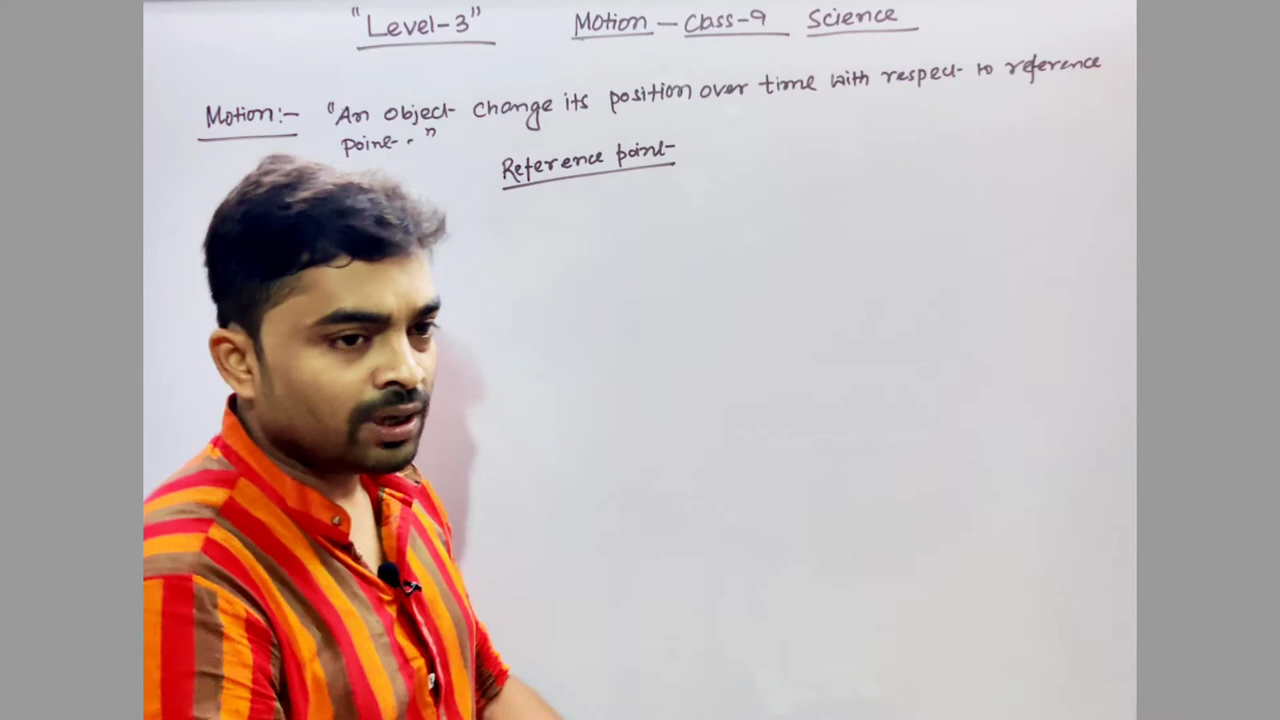 "Level-3" Motion - Class-9 Science
Motion:- "An object change its position over time with respect to reference
point."
Reference point